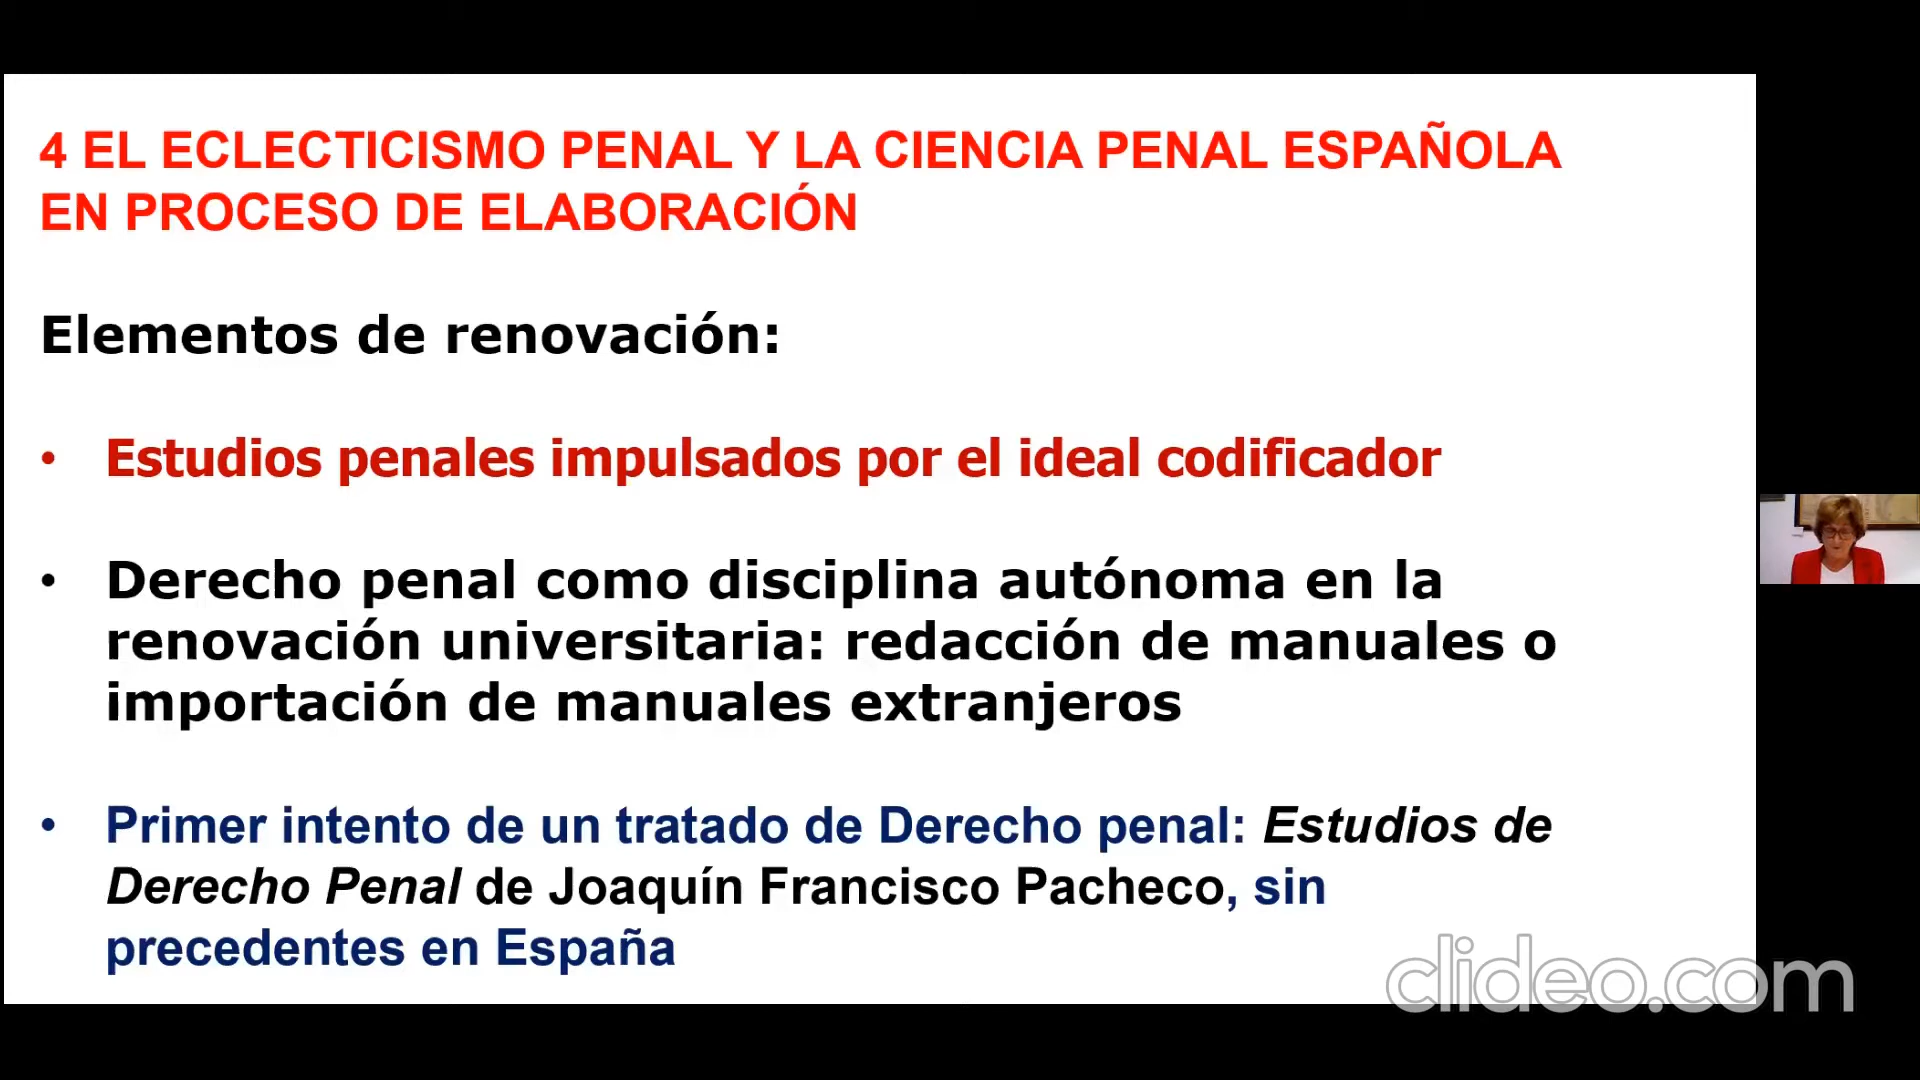 4 EL ECLECTICISMO PENAL Y LA CIENCIA PENAL ESPAÑOLA
EN PROCESO DE ELABORACIÓN
Elementos de renovación:
• Estudios penales impulsados por el ideal codificador
• Derecho penal como disciplina autónoma en la
renovación universitaria: redacción de manuales o
importación de manuales extranjeros
• Primer intento de un tratado de Derecho penal: Estudios de
Derecho Penal de Joaquín Francisco Pacheco, sin
precedentes en España
clideo.com